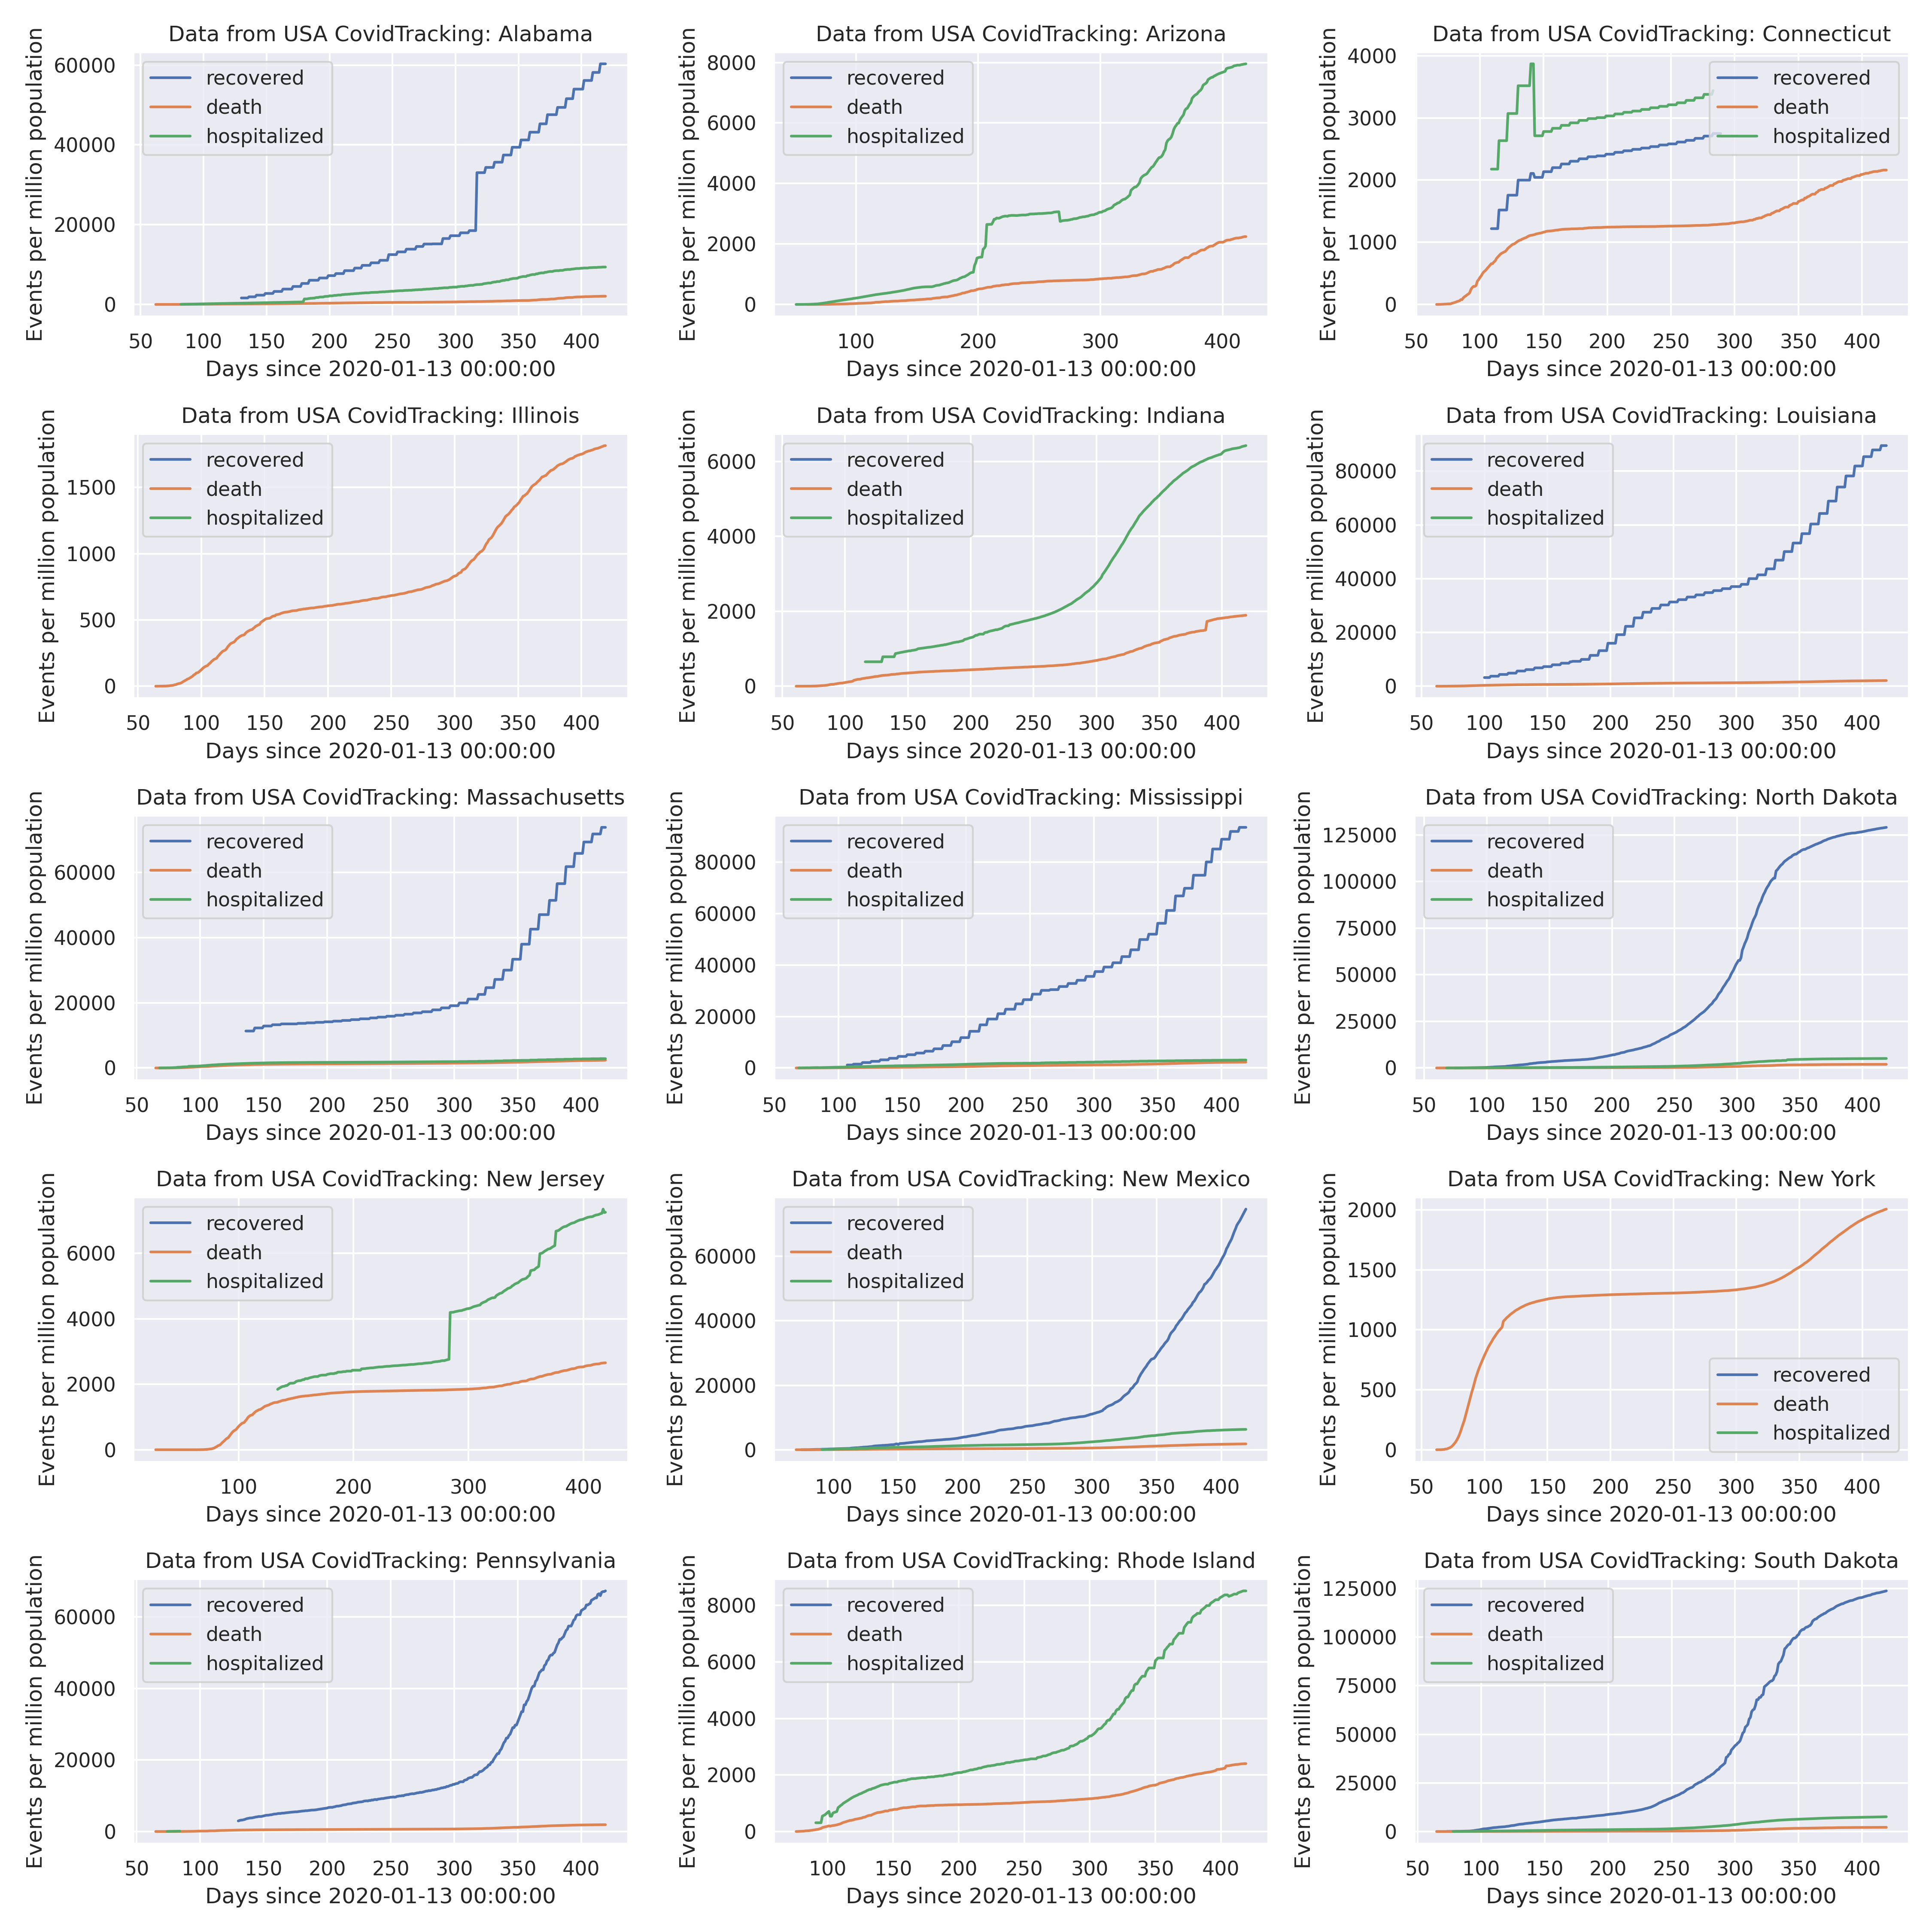 Data from USA CovidTracking: Alabama
Events per million population
60000
40000
20000
0
recovered
death
hospitalized
50 100 150 200 250 300 350 400
Days since 2020-01-13 00:00:00
Data from USA CovidTracking: Arizona
Events per million population
8000
6000
4000
2000
0
recovered
death
hospitalized
100 200 300 400
Days since 2020-01-13 00:00:00
Data from USA CovidTracking: Connecticut
Events per million population
4000
3000
2000
1000
0
recovered
death
hospitalized
50 100 150 200 250 300 350 400
Days since 2020-01-13 00:00:00
Data from USA CovidTracking: Illinois
Events per million population
1500
1000
500
0
recovered
death
hospitalized
50 100 150 200 250 300 350 400
Days since 2020-01-13 00:00:00
Data from USA CovidTracking: Indiana
Events per million population
6000
4000
2000
0
recovered
death
hospitalized
50 100 150 200 250 300 350 400
Days since 2020-01-13 00:00:00
Data from USA CovidTracking: Louisiana
Events per million population
80000
60000
40000
20000
0
recovered
death
hospitalized
50 100 150 200 250 300 350 400
Days since 2020-01-13 00:00:00
Data from USA CovidTracking: Massachusetts
Events per million population
60000
40000
20000
0
recovered
death
hospitalized
50 100 150 200 250 300 350 400
Days since 2020-01-13 00:00:00
Data from USA CovidTracking: Mississippi
Events per million population
80000
60000
40000
20000
0
recovered
death
hospitalized
50 100 150 200 250 300 350 400
Days since 2020-01-13 00:00:00
Data from USA CovidTracking: North Dakota
Events per million population
125000
100000
75000
50000
25000
0
recovered
death
hospitalized
50 100 150 200 250 300 350 400
Days since 2020-01-13 00:00:00
Data from USA CovidTracking: New Jersey
Events per million population
6000
4000
2000
0
recovered
death
hospitalized
100 200 300 400
Days since 2020-01-13 00:00:00
Data from USA CovidTracking: New Mexico
Events per million population
60000
40000
20000
0
recovered
death
hospitalized
100 150 200 250 300 350 400
Days since 2020-01-13 00:00:00
Data from USA CovidTracking: New York
Events per million population
2000
1500
1000
500
0
recovered
death
hospitalized
50 100 150 200 250 300 350 400
Days since 2020-01-13 00:00:00
Data from USA CovidTracking: Pennsylvania
Events per million population
60000
40000
20000
0
recovered
death
hospitalized
50 100 150 200 250 300 350 400
Days since 2020-01-13 00:00:00
Data from USA CovidTracking: Rhode Island
Events per million population
8000
6000
4000
2000
0
recovered
death
hospitalized
100 150 200 250 300 350 400
Days since 2020-01-13 00:00:00
Data from USA CovidTracking: South Dakota
Events per million population
125000
100000
75000
50000
25000
0
recovered
death
hospitalized
50 100 150 200 250 300 350 400
Days since 2020-01-13 00:00:00